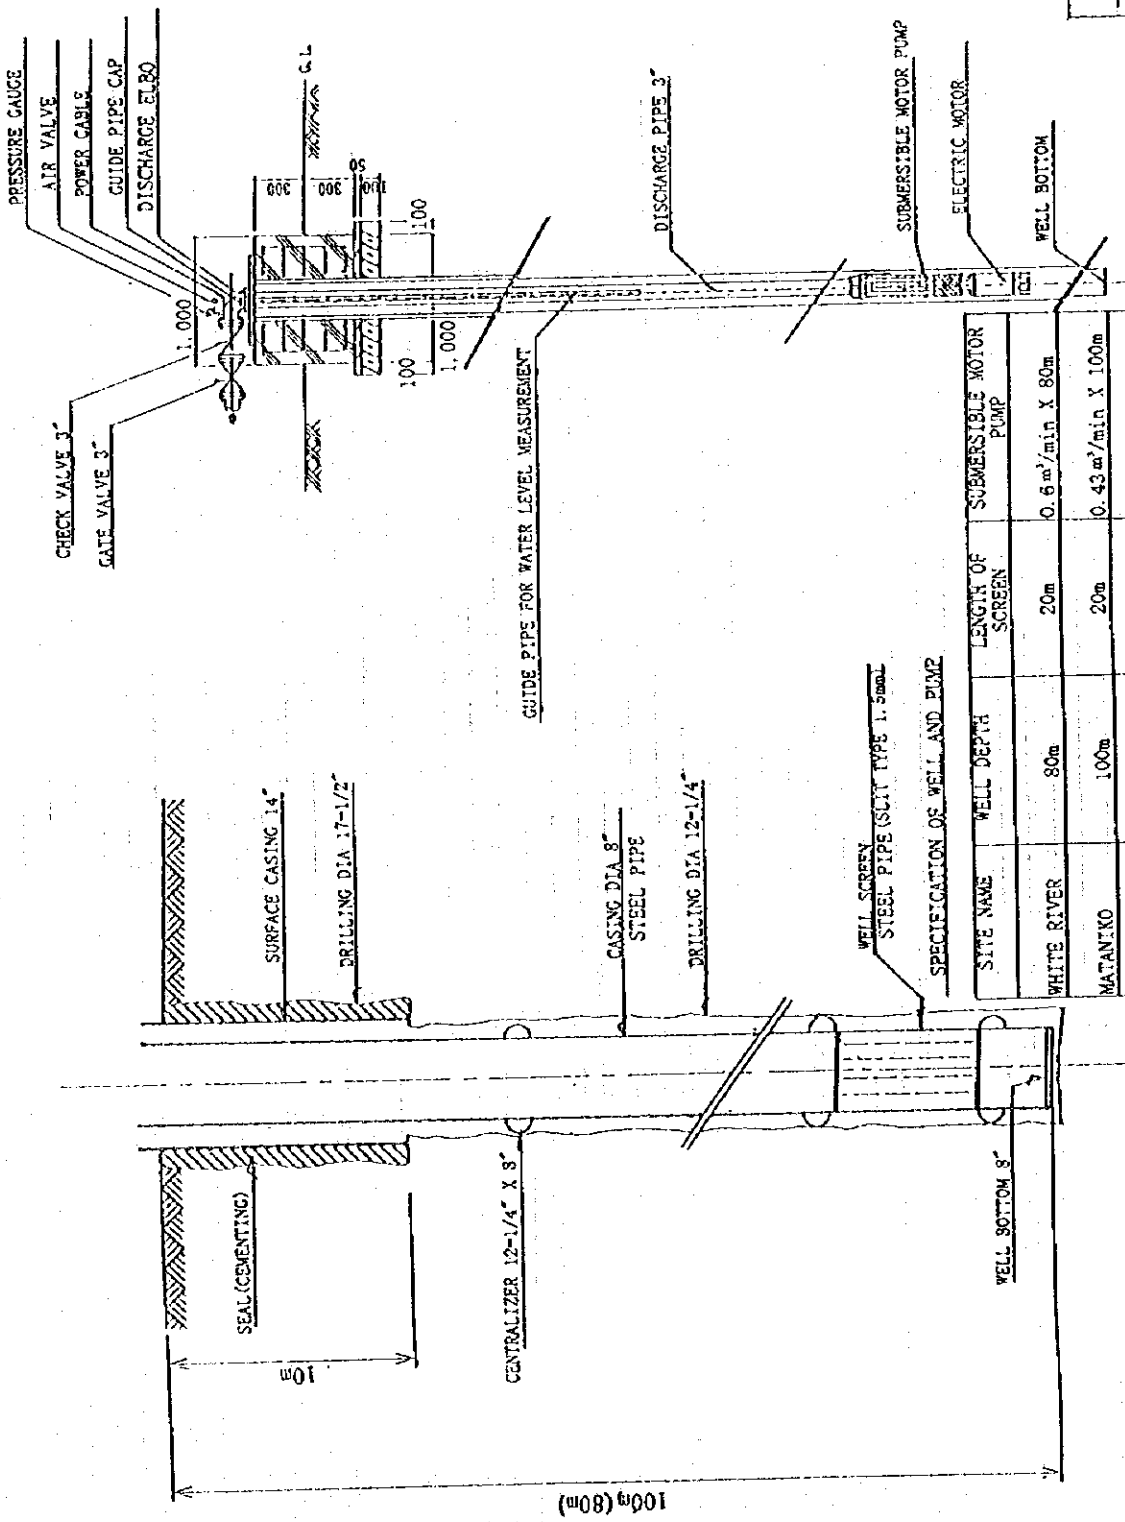 PRESSURE GAUGE
AIR VALVE
POWER CABLE
GUIDE PIPE CAP
DISCHARGE ELBO
CHECK VALVE 3"
GATE VALVE 3"
1,000
G.L
300
300
50
100
100
100
1,000
GUIDE PIPE FOR WATER LEVEL MEASUREMENT
DISCHARGE PIPE 3"
SUBMERSIBLE MOTOR PUMP
ELECTRIC MOTOR
WELL BOTTOM
SURFACE CASING 14"
DRILLING DIA 17-1/2"
SEAL(CEMENTING)
10m
CENTRALIZER 12-1/4" X 8"
CASING DIA 8"
STEEL PIPE
DRILLING DIA 12-1/4"
WELL SCREEN
STEEL PIPE(SLIT TYPE 1.5mm)
WELL BOTTOM 8"
100m(80m)
SPECIFICATION OF WELL AND PUMP
SITE NAME WELL DEPTH LENGTH OF SCREEN SUBMERSIBLE MOTOR PUMP
WHITE RIVER 80m 20m 0.6m³/min X 80m
MATANIKO 100m 20m 0.43m³/min X 100m